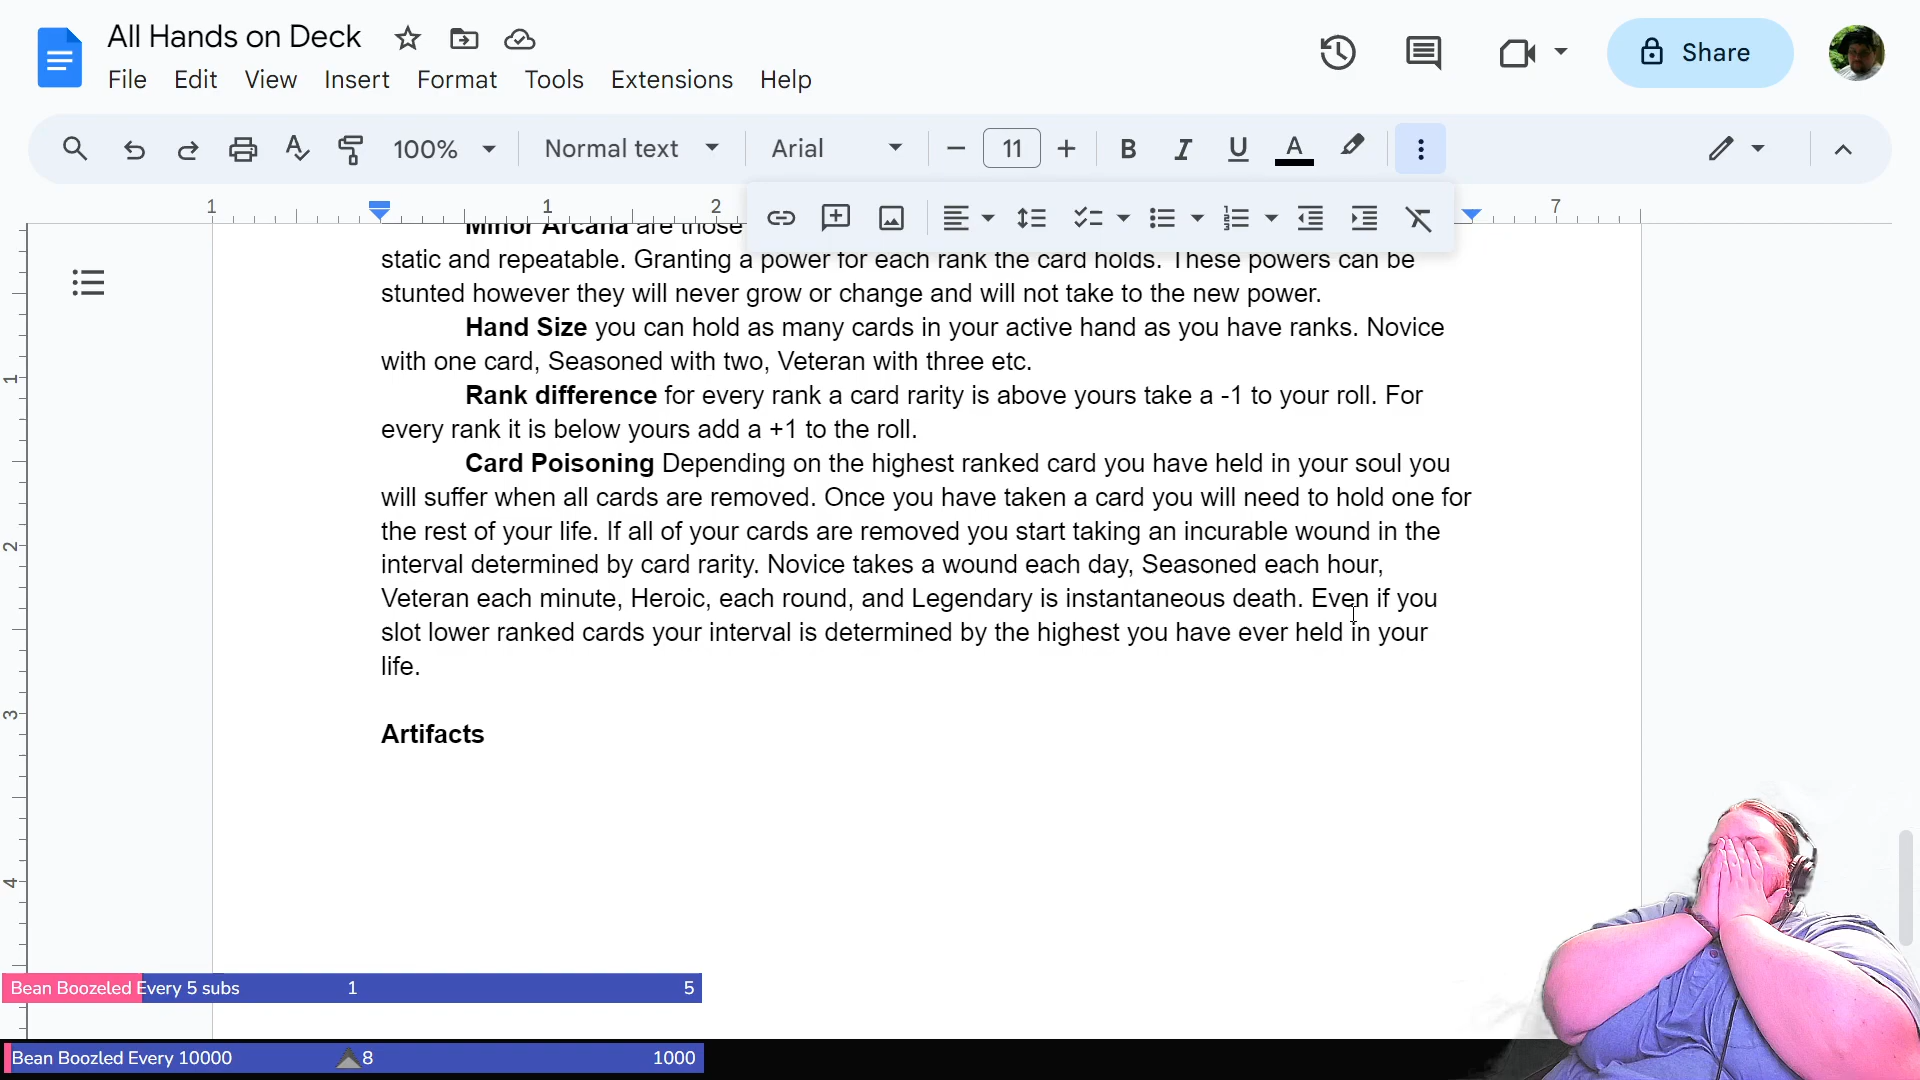 All Hands on Deck
File Edit View Insert Format Tools Extensions Help
Share
100% Normal text Arial 11 B I U A
1 1 2 7
Minor Arcana are those
static and repeatable. Granting a power for each rank the card holds. These powers can be
stunted however they will never grow or change and will not take to the new power.
Hand Size you can hold as many cards in your active hand as you have ranks. Novice
with one card, Seasoned with two, Veteran with three etc.
Rank difference for every rank a card rarity is above yours take a -1 to your roll. For
every rank it is below yours add a +1 to the roll.
Card Poisoning Depending on the highest ranked card you have held in your soul you
will suffer when all cards are removed. Once you have taken a card you will need to hold one for
the rest of your life. If all of your cards are removed you start taking an incurable wound in the
interval determined by card rarity. Novice takes a wound each day, Seasoned each hour,
Veteran each minute, Heroic, each round, and Legendary is instantaneous death. Even if you
slot lower ranked cards your interval is determined by the highest you have ever held in your
life.
Artifacts
1
2
3
4
Bean Boozeled Every 5 subs 1 5
Bean Boozled Every 10000 8 1000